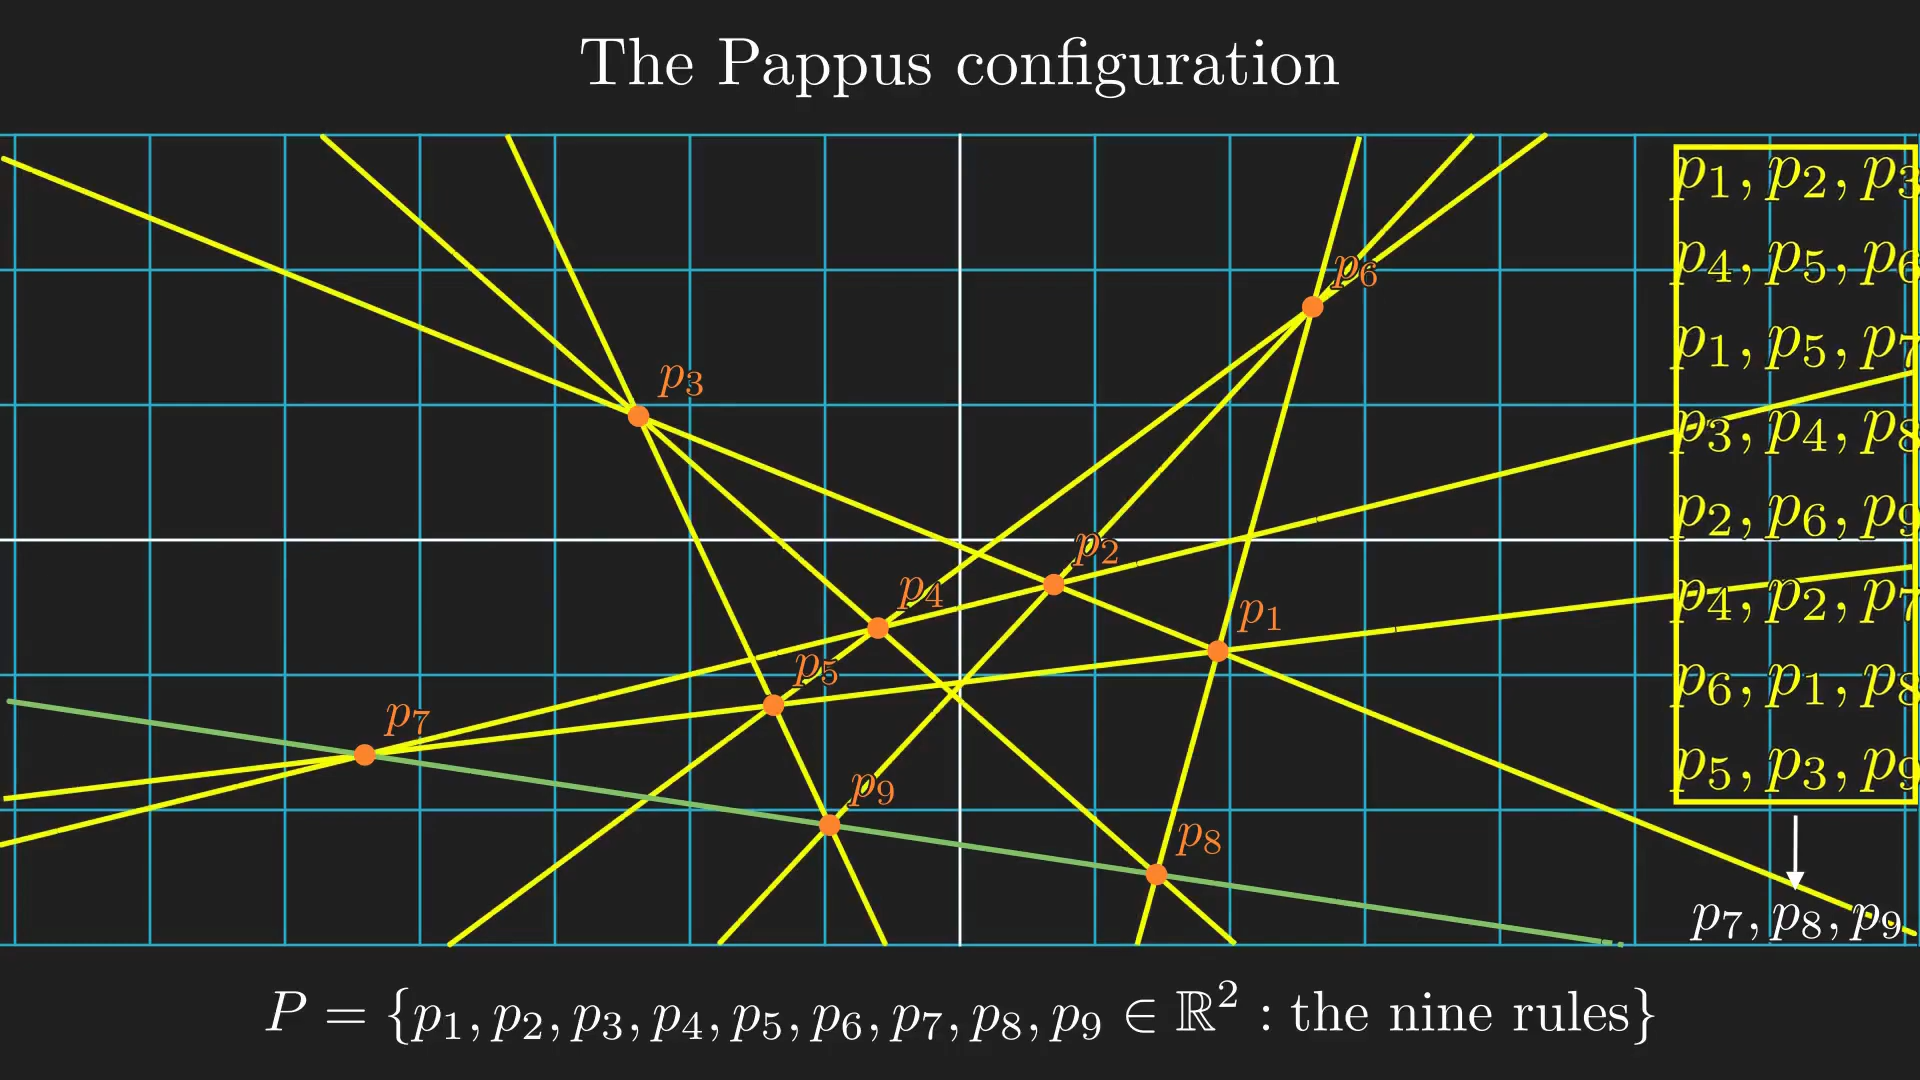 The Pappus configuration
p₁, p₂, p₃
p₄, p₅, p₆
p₁, p₅, p₇
p₃, p₄, p₈
p₂, p₆, p₉
p₄, p₂, p₇
p₆, p₁, p₈
p₅, p₃, p₉
p₆
p₃
p₂
p₄
p₁
p₅
p₇
p₉
p₈
p₇, p₈, p₉
P = {p₁, p₂, p₃, p₄, p₅, p₆, p₇, p₈, p₉ ∈ ℝ² : the nine rules}